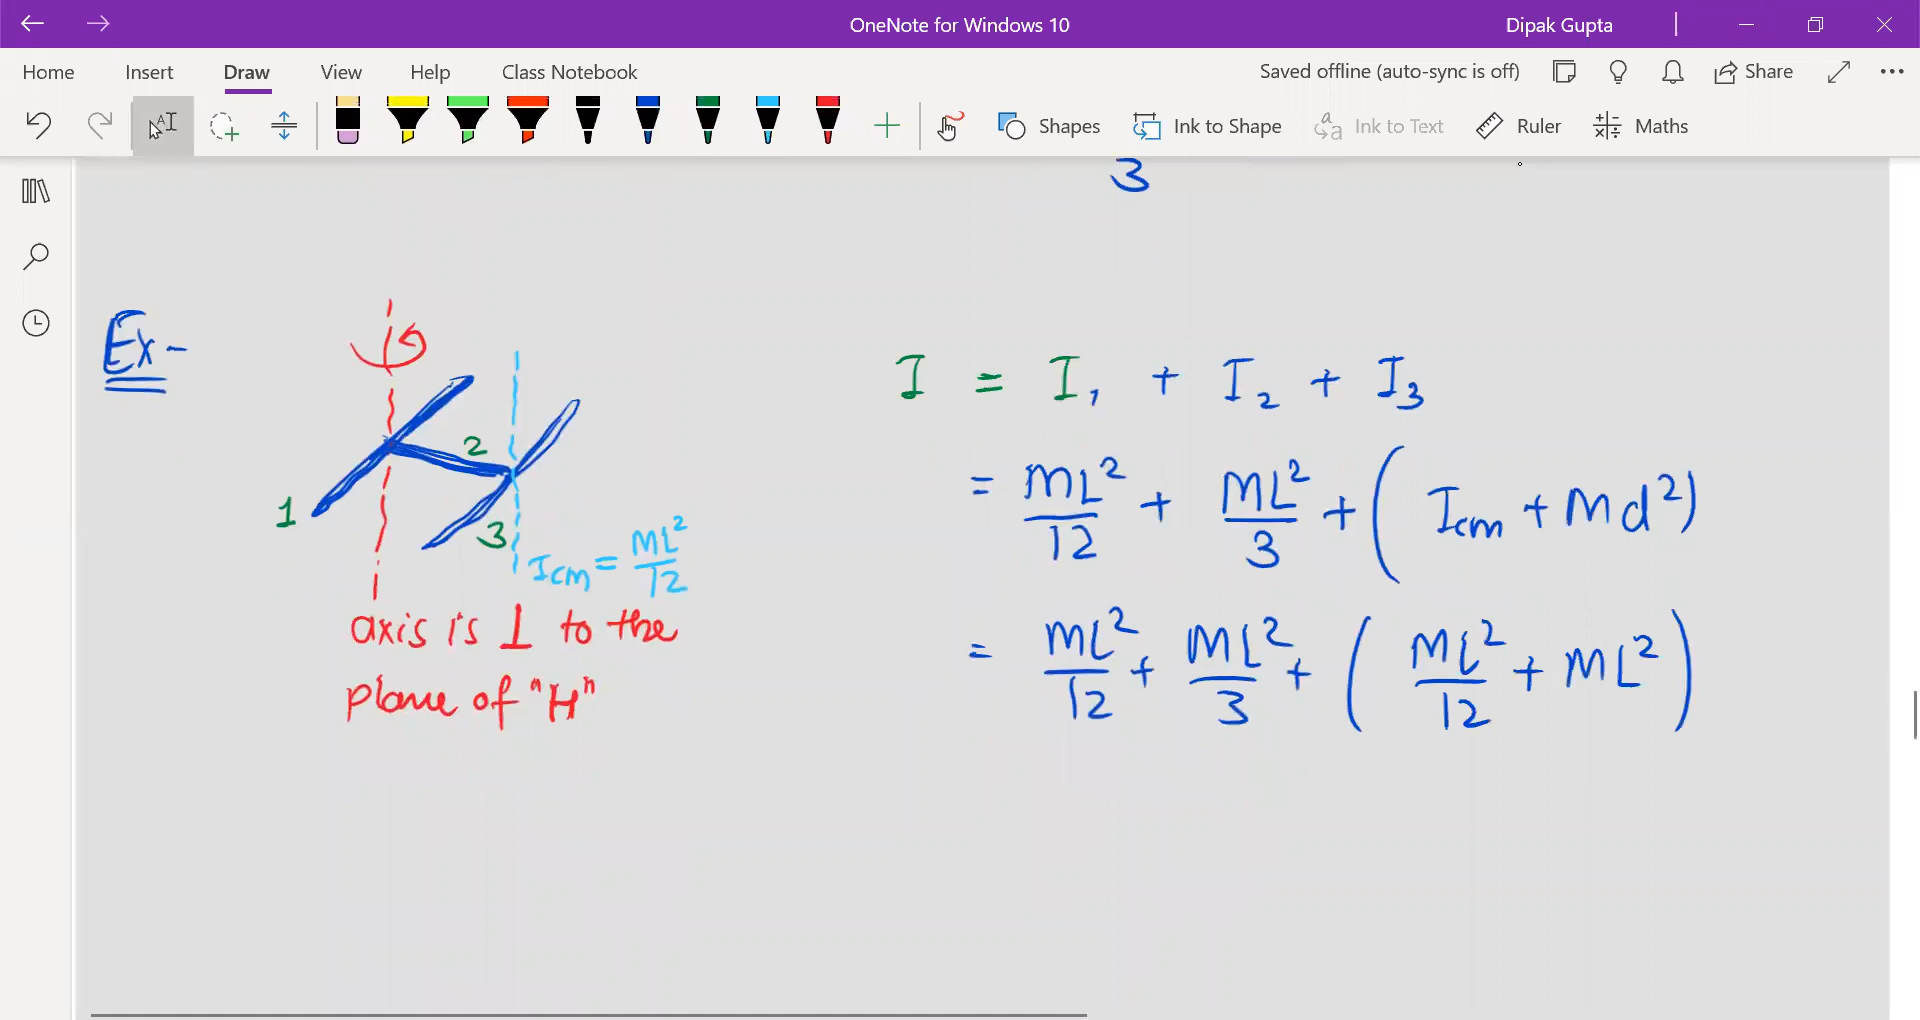 OneNote for Windows 10
Dipak Gupta
Home Insert Draw View Help Class Notebook
Saved offline (auto-sync is off) Share
Shapes Ink to Shape Ink to Text Ruler Maths
3
Ex-
I = I₁ + I₂ + I₃
2
1
3
= ML²/12 + ML²/3 + (Icm + Md²)
Icm = ML²/12
axis is ⊥ to the
plane of "H"
= ML²/12 + ML²/3 + (ML²/12 + ML²)